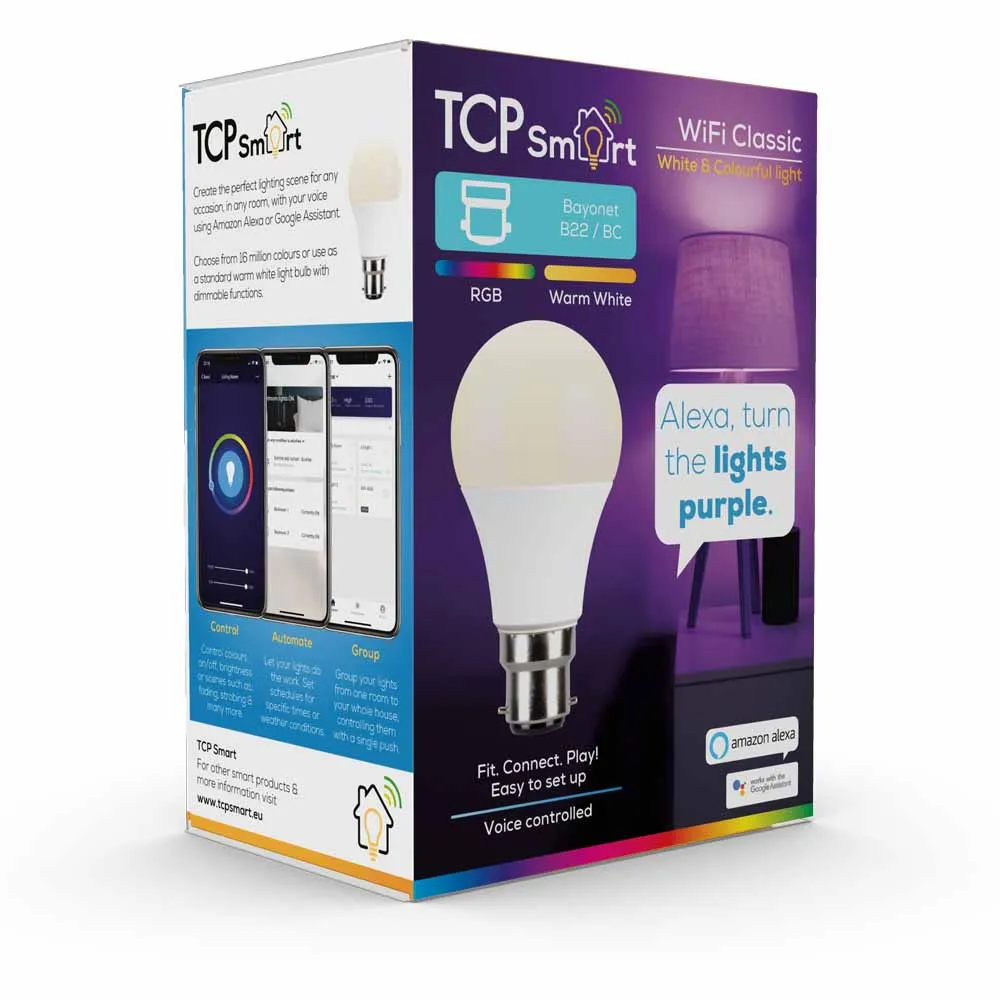 TCP Smart
Create the perfect lighting scene for any
occasion, in any room, with your voice
using Amazon Alexa or Google Assistant.
Choose from 16 million colours or use as
a standard warm white light bulb with
dimmable functions.
Control
Control colours,
on/off, brightness
or scenes such as,
fading, strobing &
many more.
Automate
Let your lights do
the work. Set
schedules for
specific times or
weather conditions.
Group
Group your lights
from one room to
your whole house,
controlling them
with a single push.
TCP Smart
For other smart products &
more information visit
www.tcpsmart.eu
TCP Smart
WiFi Classic
White & Colourful light
Bayonet
B22 / BC
RGB
Warm White
Alexa, turn
the lights
purple.
Fit. Connect. Play!
Easy to set up
Voice controlled
amazon alexa
works with the
Google Assistant